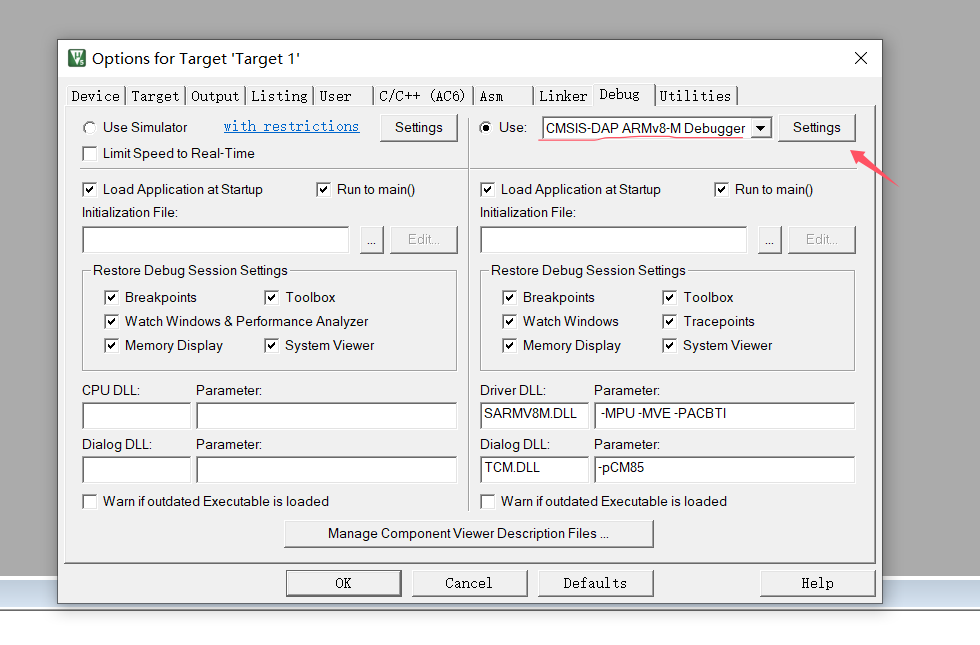 Options for Target 'Target 1'
Device Target Output Listing User C/C++ (AC6) Asm Linker Debug Utilities
Use Simulator with restrictions Settings Use: CMSIS-DAP ARMv8-M Debugger Settings
Limit Speed to Real-Time
Load Application at Startup Run to main() Load Application at Startup Run to main()
Initialization File: Initialization File:
... Edit... ... Edit...
Restore Debug Session Settings Restore Debug Session Settings
Breakpoints Toolbox Breakpoints Toolbox
Watch Windows & Performance Analyzer Watch Windows Tracepoints
Memory Display System Viewer Memory Display System Viewer
CPU DLL: Parameter: Driver DLL: Parameter:
SARMV8M.DLL -MPU -MVE -PACBTI
Dialog DLL: Parameter: Dialog DLL: Parameter:
TCM.DLL -pCM85
Warn if outdated Executable is loaded Warn if outdated Executable is loaded
Manage Component Viewer Description Files ...
OK Cancel Defaults Help